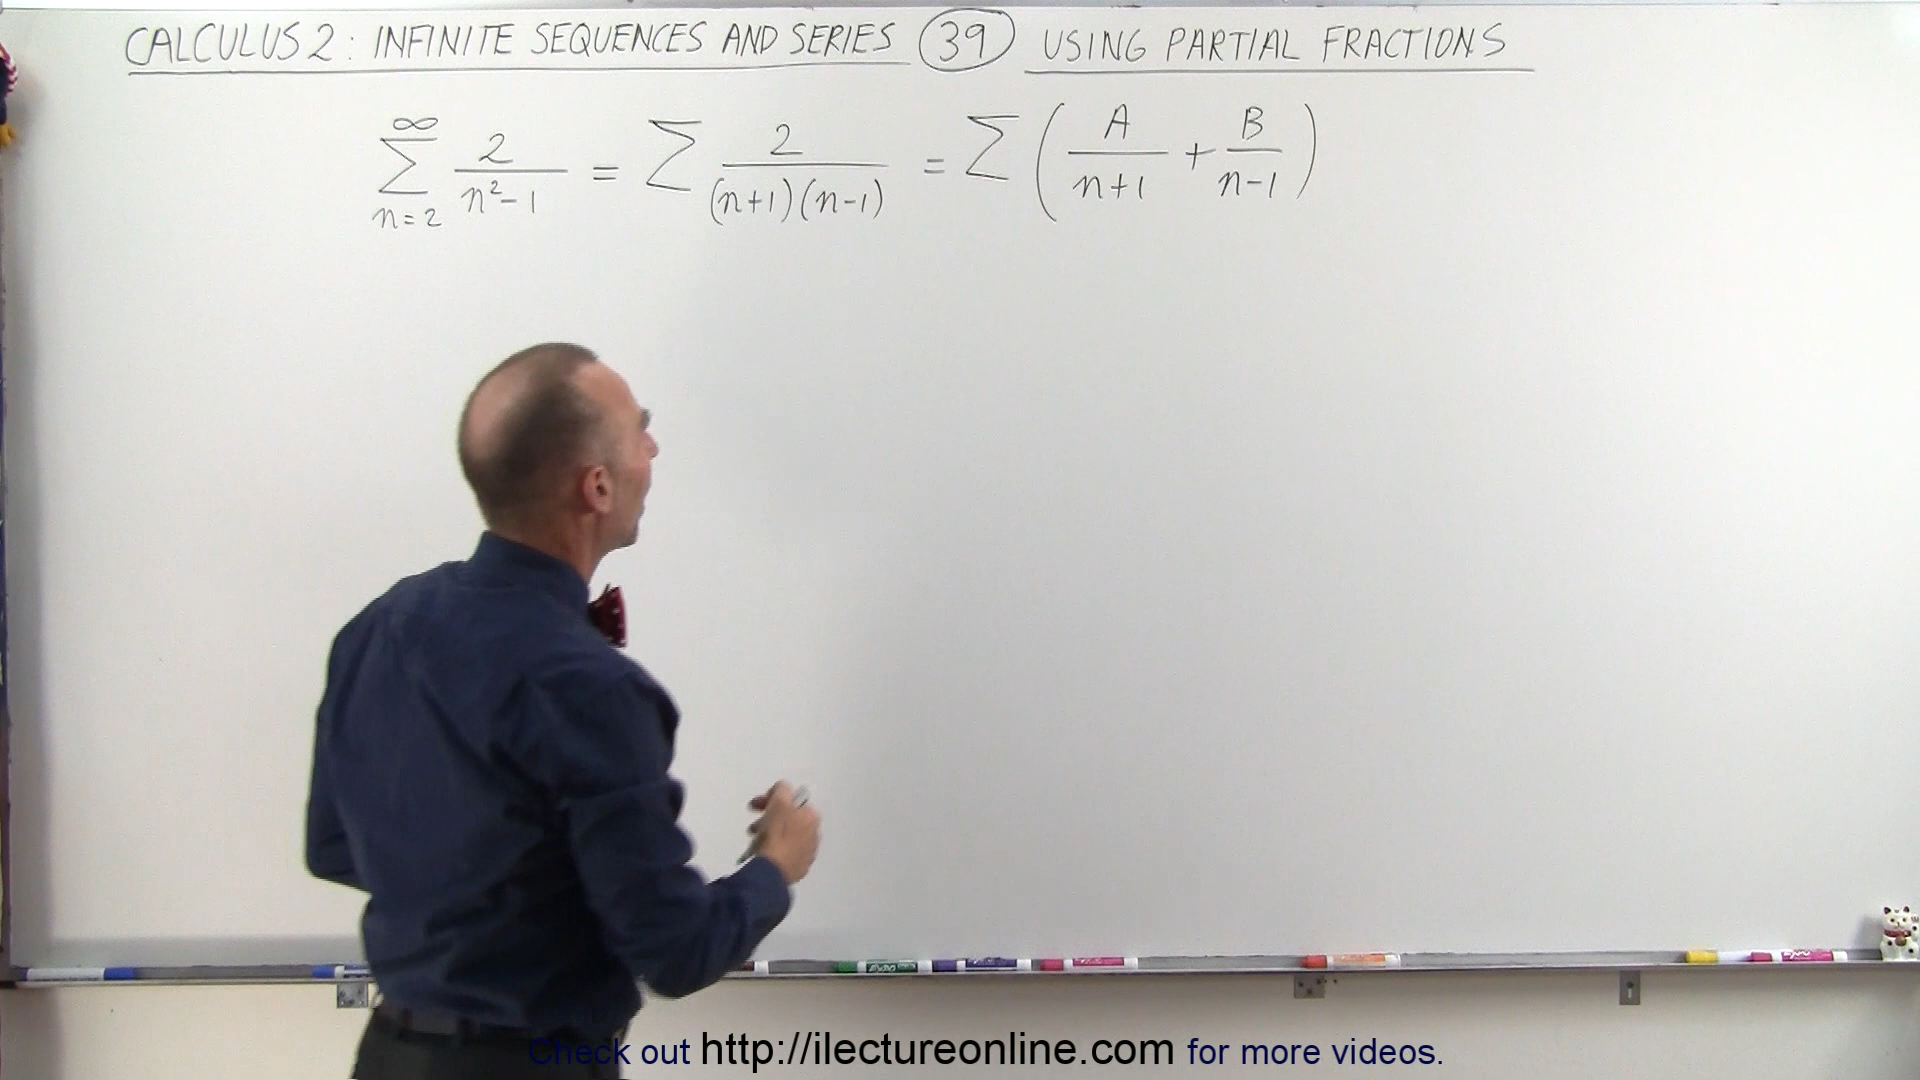 CALCULUS 2: INFINITE SEQUENCES AND SERIES 39 USING PARTIAL FRACTIONS
∞ ∑ n=2 2/(n²-1) = ∑ 2/((n+1)(n-1)) = ∑ (A/(n+1) + B/(n-1))
EXPO
Check out http://ilectureonline.com for more videos.